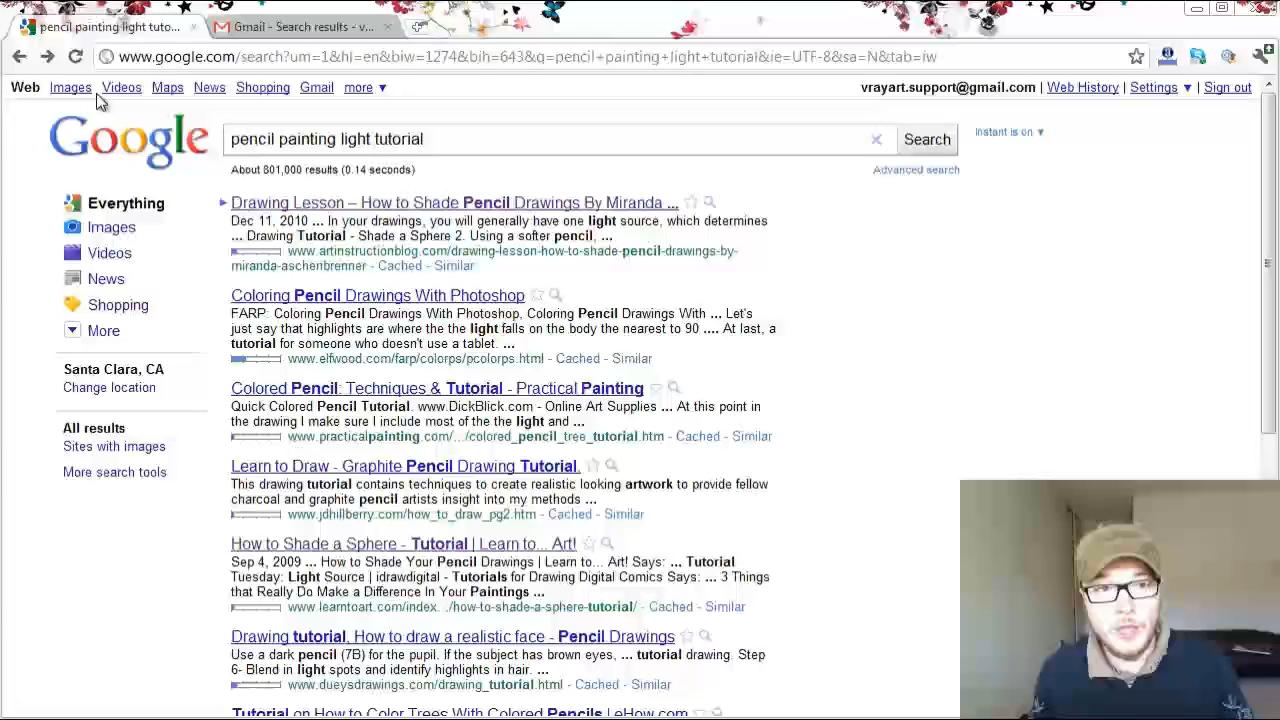 pencil painting light tuto...
Gmail - Search results - v...
www.google.com/search?um=1&hl=en&biw=1274&bih=643&q=pencil+painting+light+tutorial&ie=UTF-8&sa=N&tab=iw
Web Images Videos Maps News Shopping Gmail more ▼
vrayart.support@gmail.com | Web History | Settings ▼ | Sign out
Google
pencil painting light tutorial
Search
Instant is on ▼
About 801,000 results (0.14 seconds)
Advanced search
Everything
Images
Videos
News
Shopping
More
Santa Clara, CA
Change location
All results
Sites with images
More search tools
Drawing Lesson – How to Shade Pencil Drawings By Miranda ...
Dec 11, 2010 ... In your drawings, you will generally have one light source, which determines
... Drawing Tutorial - Shade a Sphere 2. Using a softer pencil, ...
www.artinstructionblog.com/drawing-lesson-how-to-shade-pencil-drawings-by-
miranda-aschenbrenner - Cached - Similar
Coloring Pencil Drawings With Photoshop
FARP: Coloring Pencil Drawings With Photoshop, Coloring Pencil Drawings With ... Let's
just say that highlights are where the the light falls on the body the nearest to 90 .... At last, a
tutorial for someone who doesn't use a tablet. ...
www.elfwood.com/farp/colorps/pcolorps.html - Cached - Similar
Colored Pencil: Techniques & Tutorial - Practical Painting
Quick Colored Pencil Tutorial. www.DickBlick.com - Online Art Supplies ... At this point in
the drawing I make sure I include most of the the light and ...
www.practicalpainting.com/.../colored_pencil_tree_tutorial.htm - Cached - Similar
Learn to Draw - Graphite Pencil Drawing Tutorial.
This drawing tutorial contains techniques to create realistic looking artwork to provide fellow
charcoal and graphite pencil artists insight into my methods ...
www.jdhillberry.com/how_to_draw_pg2.htm - Cached - Similar
How to Shade a Sphere - Tutorial | Learn to... Art!
Sep 4, 2009 ... How to Shade Your Pencil Drawings | Learn to... Art! Says: ... Tutorial
Tuesday: Light Source | idrawdigital - Tutorials for Drawing Digital Comics Says: ... 3 Things
that Really Do Make a Difference In Your Paintings ...
www.learntoart.com/index.../how-to-shade-a-sphere-tutorial/ - Cached - Similar
Drawing tutorial, How to draw a realistic face - Pencil Drawings
Use a dark pencil (7B) for the pupil. If the subject has brown eyes, ... tutorial drawing. Step
6- Blend in light spots and identify highlights in hair. ...
www.dueysdrawings.com/drawing_tutorial.html - Cached - Similar
Tutorial on How to Color Trees With Colored Pencils | eHow.com